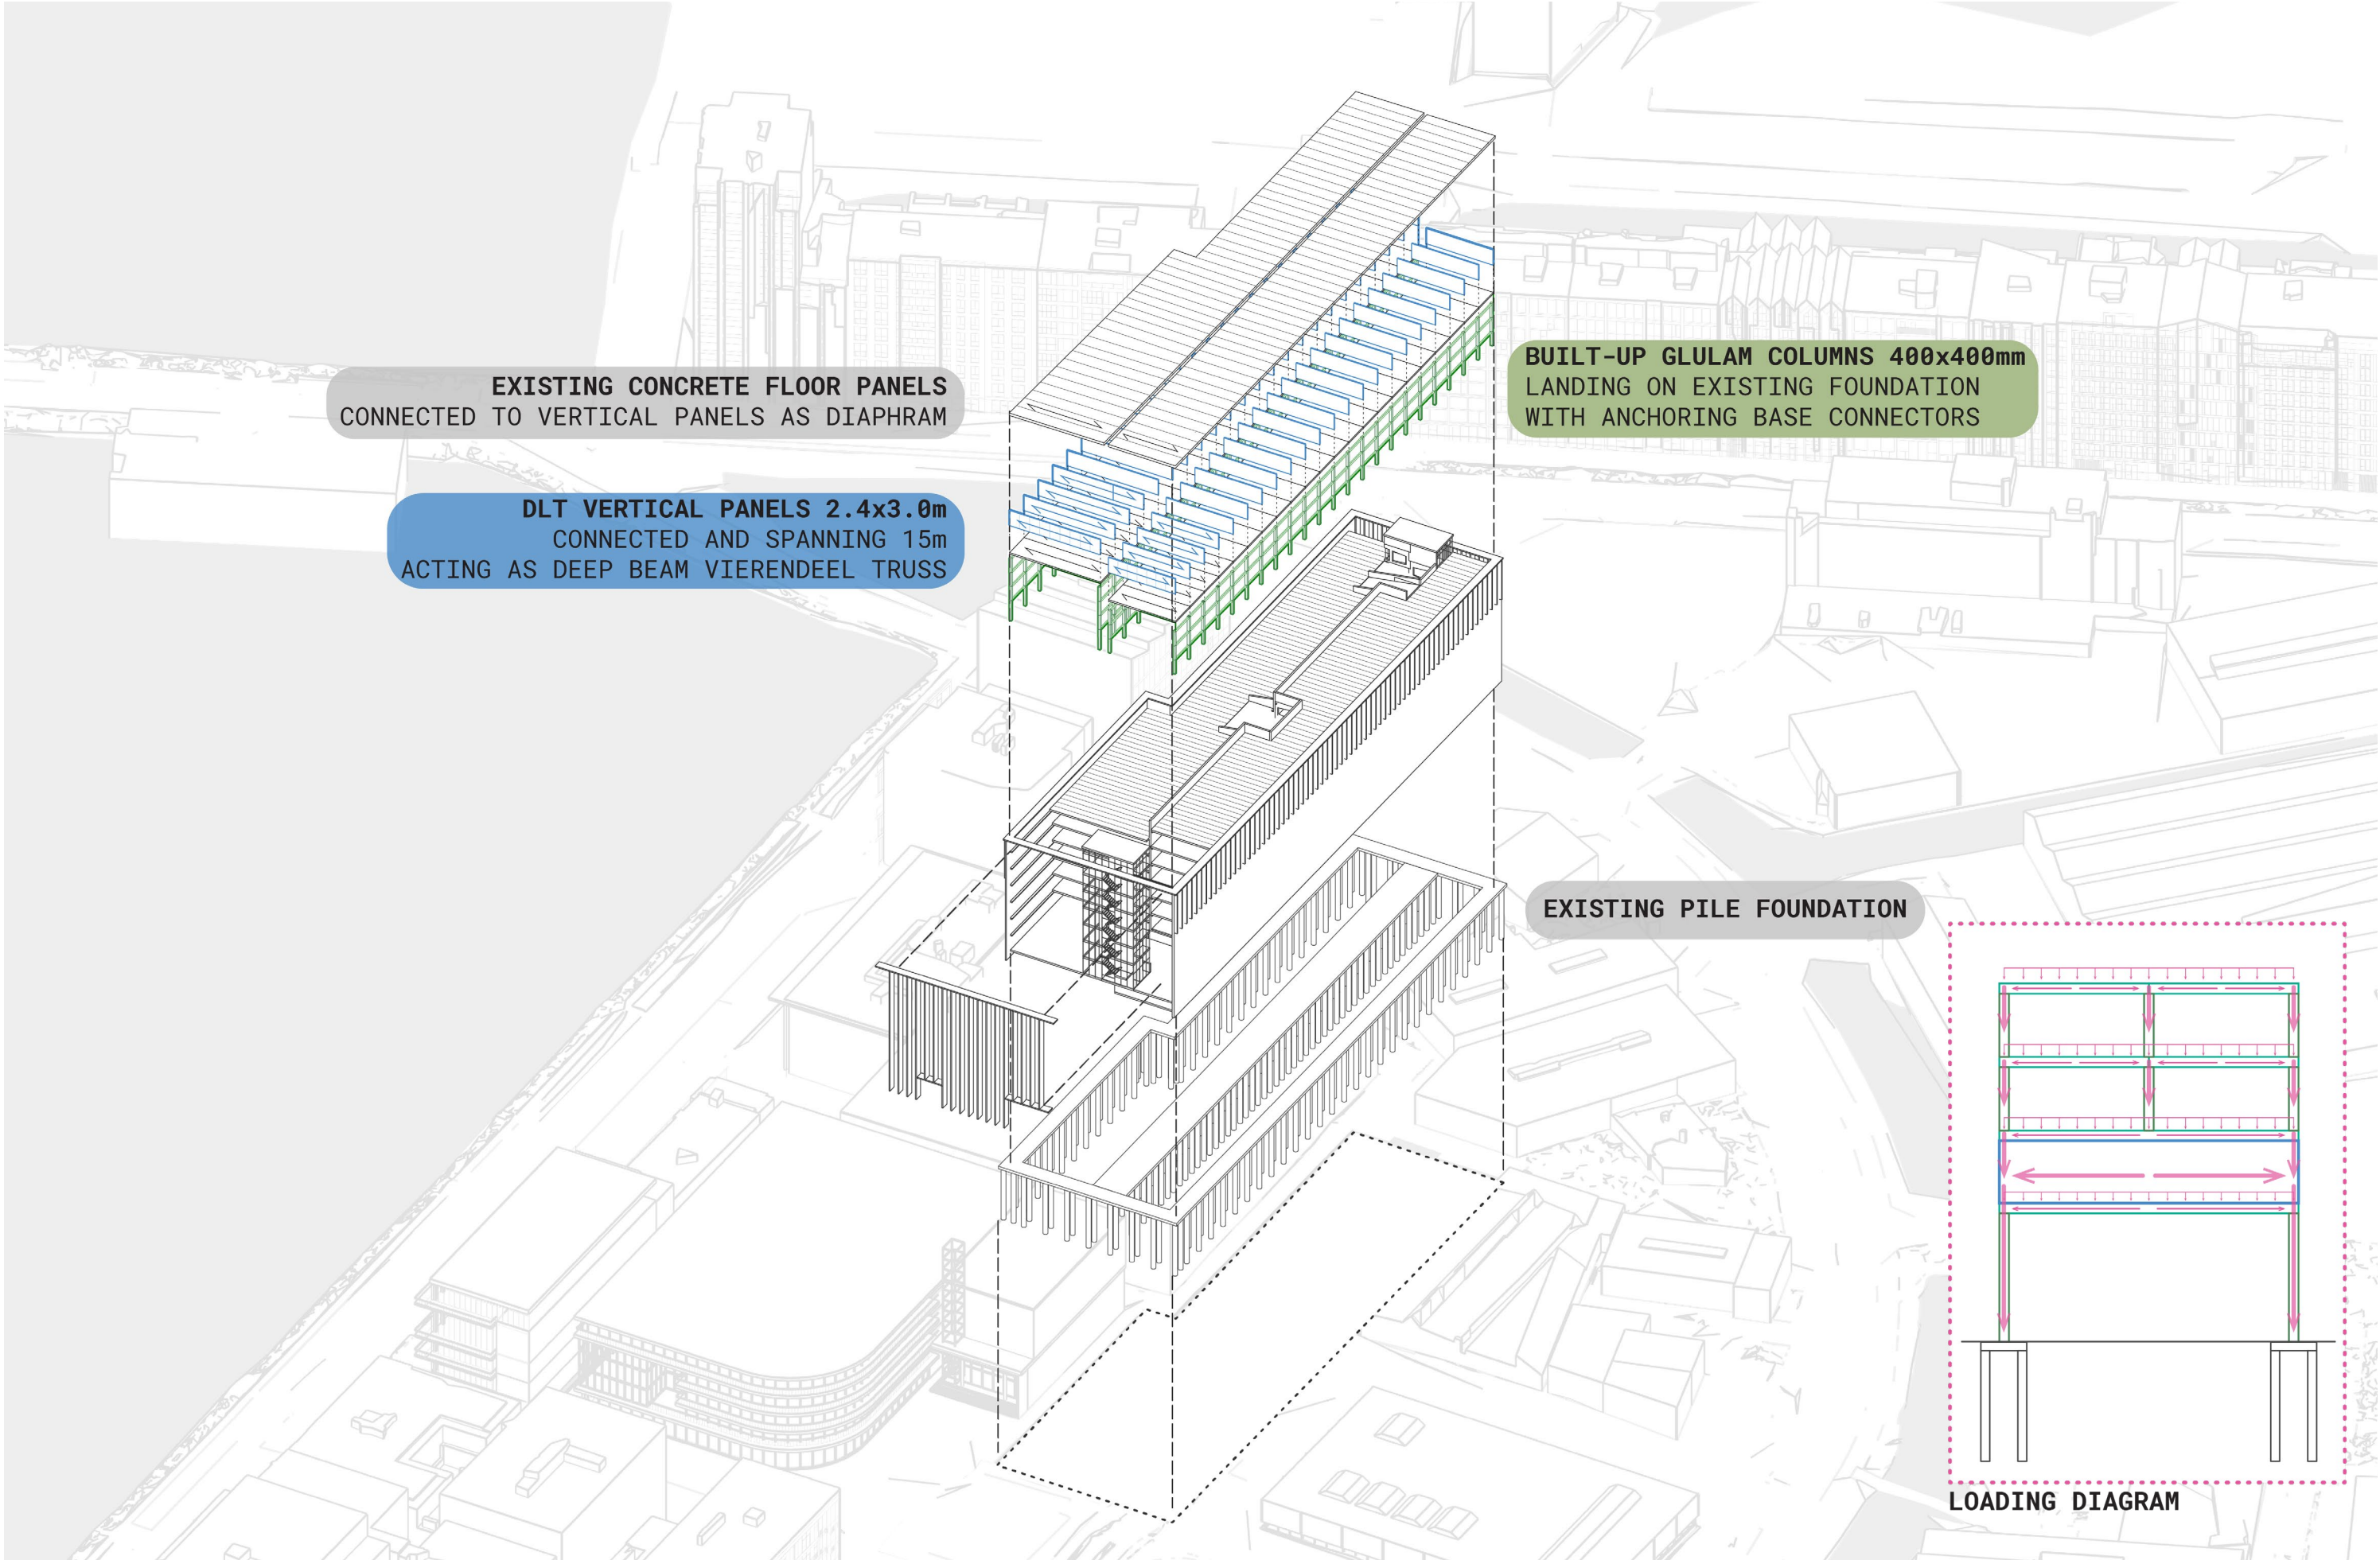 EXISTING CONCRETE FLOOR PANELS
CONNECTED TO VERTICAL PANELS AS DIAPHRAM
DLT VERTICAL PANELS 2.4x3.0m
CONNECTED AND SPANNING 15m
ACTING AS DEEP BEAM VIERENDEEL TRUSS
BUILT-UP GLULAM COLUMNS 400x400mm
LANDING ON EXISTING FOUNDATION
WITH ANCHORING BASE CONNECTORS
EXISTING PILE FOUNDATION
LOADING DIAGRAM